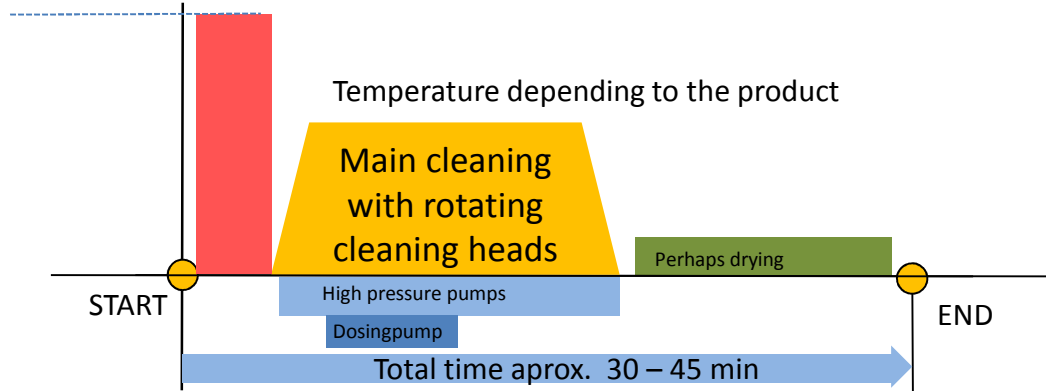 Temperature depending to the product
Main cleaning
with rotating
cleaning heads
Perhaps drying
START
High pressure pumps
END
Dosingpump
Total time aprox. 30 – 45 min